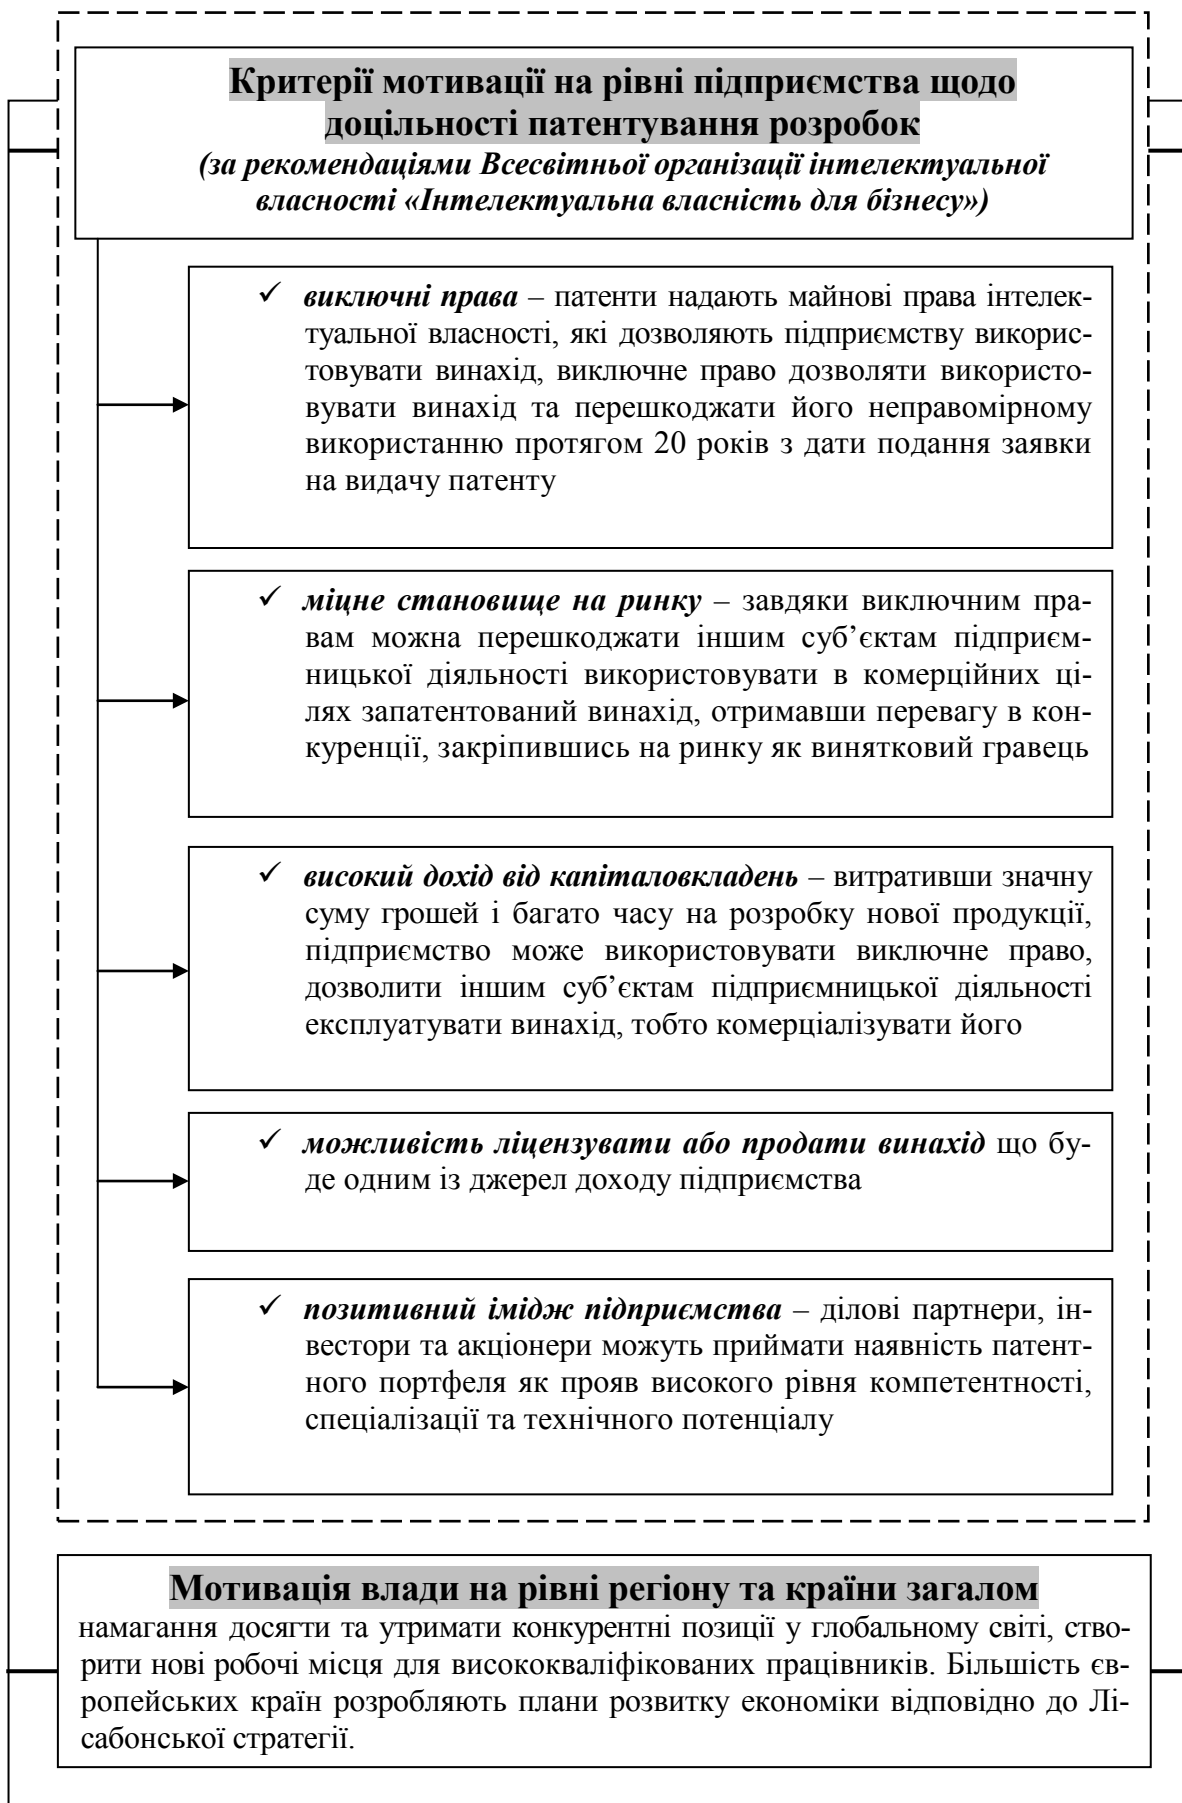 Критерії мотивації на рівні підприємства щодо
доцільності патентування розробок
(за рекомендаціями Всесвітньої організації інтелектуальної
власності «Інтелектуальна власність для бізнесу»)
✓ виключні права – патенти надають майнові права інтелек-
туальної власності, які дозволяють підприємству викорис-
товувати винахід, виключне право дозволяти використо-
вувати винахід та перешкоджати його неправомірному
використанню протягом 20 років з дати подання заявки
на видачу патенту
✓ міцне становище на ринку – завдяки виключним пра-
вам можна перешкоджати іншим суб’єктам підприєм-
ницької діяльності використовувати в комерційних ці-
лях запатентований винахід, отримавши перевагу в кон-
куренції, закріпившись на ринку як винятковий гравець
✓ високий дохід від капіталовкладень – витративши значну
суму грошей і багато часу на розробку нової продукції,
підприємство може використовувати виключне право,
дозволити іншим суб’єктам підприємницької діяльності
експлуатувати винахід, тобто комерціалізувати його
✓ можливість ліцензувати або продати винахід що бу-
де одним із джерел доходу підприємства
✓ позитивний імідж підприємства – ділові партнери, ін-
вестори та акціонери можуть приймати наявність патент-
ного портфеля як прояв високого рівня компетентності,
спеціалізації та технічного потенціалу
Мотивація влади на рівні регіону та країни загалом
намагання досягти та утримати конкурентні позиції у глобальному світі, ство-
рити нові робочі місця для висококваліфікованих працівників. Більшість єв-
ропейських країн розробляють плани розвитку економіки відповідно до Лі-
сабонської стратегії.